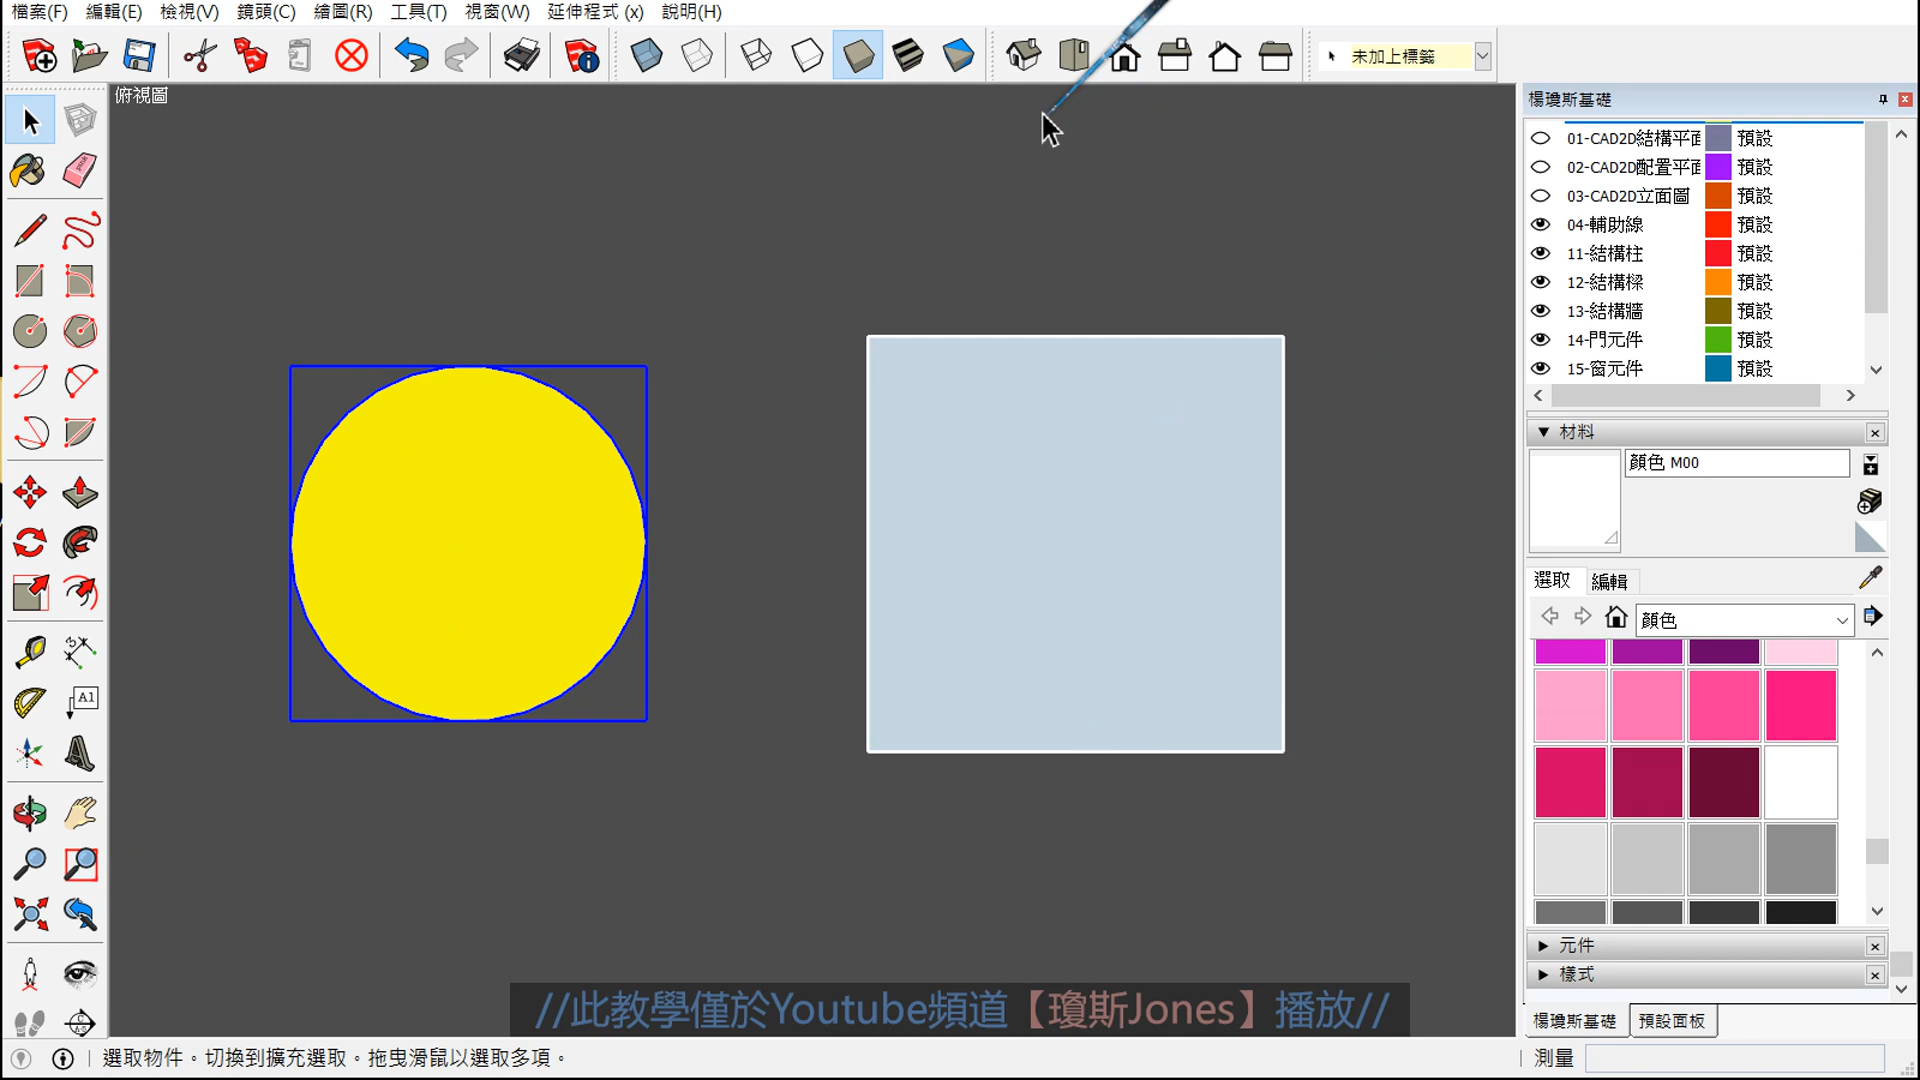 檔案(F) 編輯(E) 檢視(V) 鏡頭(C) 繪圖(R) 工具(T) 視窗(W) 延伸程式 (x) 說明(H)
未加上標籤
俯視圖
楊瓊斯基礎
01-CAD2D結構平面 預設
02-CAD2D配置平面 預設
03-CAD2D立面圖 預設
04-輔助線 預設
11-結構柱 預設
12-結構樑 預設
13-結構牆 預設
14-門元件 預設
15-窗元件 預設
材料
顏色 M00
選取 編輯
顏色
A1
元件
樣式
//此教學僅於Youtube頻道【瓊斯Jones】播放//
楊瓊斯基礎 預設面板
選取物件。切換到擴充選取。拖曳滑鼠以選取多項。
測量